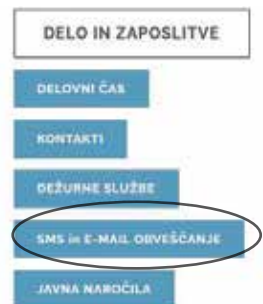 DELO IN ZAPOSLITVE
DELOVNI ČAS
KONTAKTI
DEŽURNE SLUŽBE
SMS in E-MAIL OBVEŠČANJE
JAVNA NAROČILA